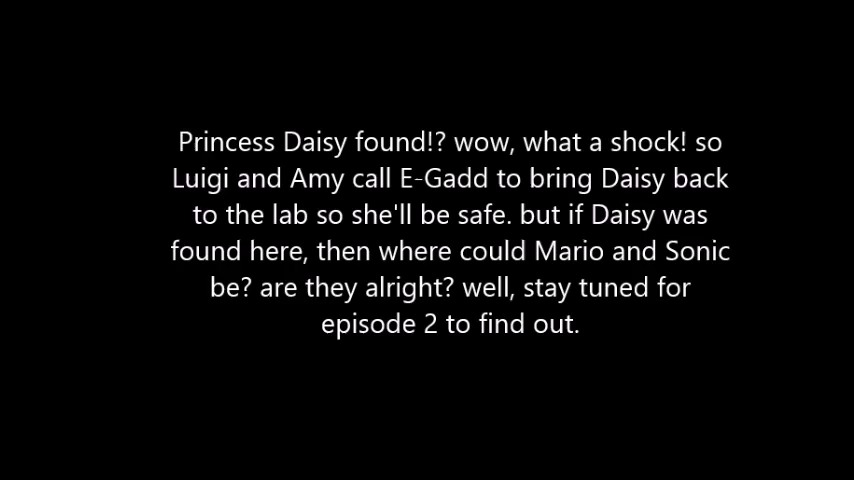 Princess Daisy found!? wow, what a shock! so
Luigi and Amy call E-Gadd to bring Daisy back
to the lab so she'll be safe. but if Daisy was
found here, then where could Mario and Sonic
be? are they alright? well, stay tuned for
episode 2 to find out.